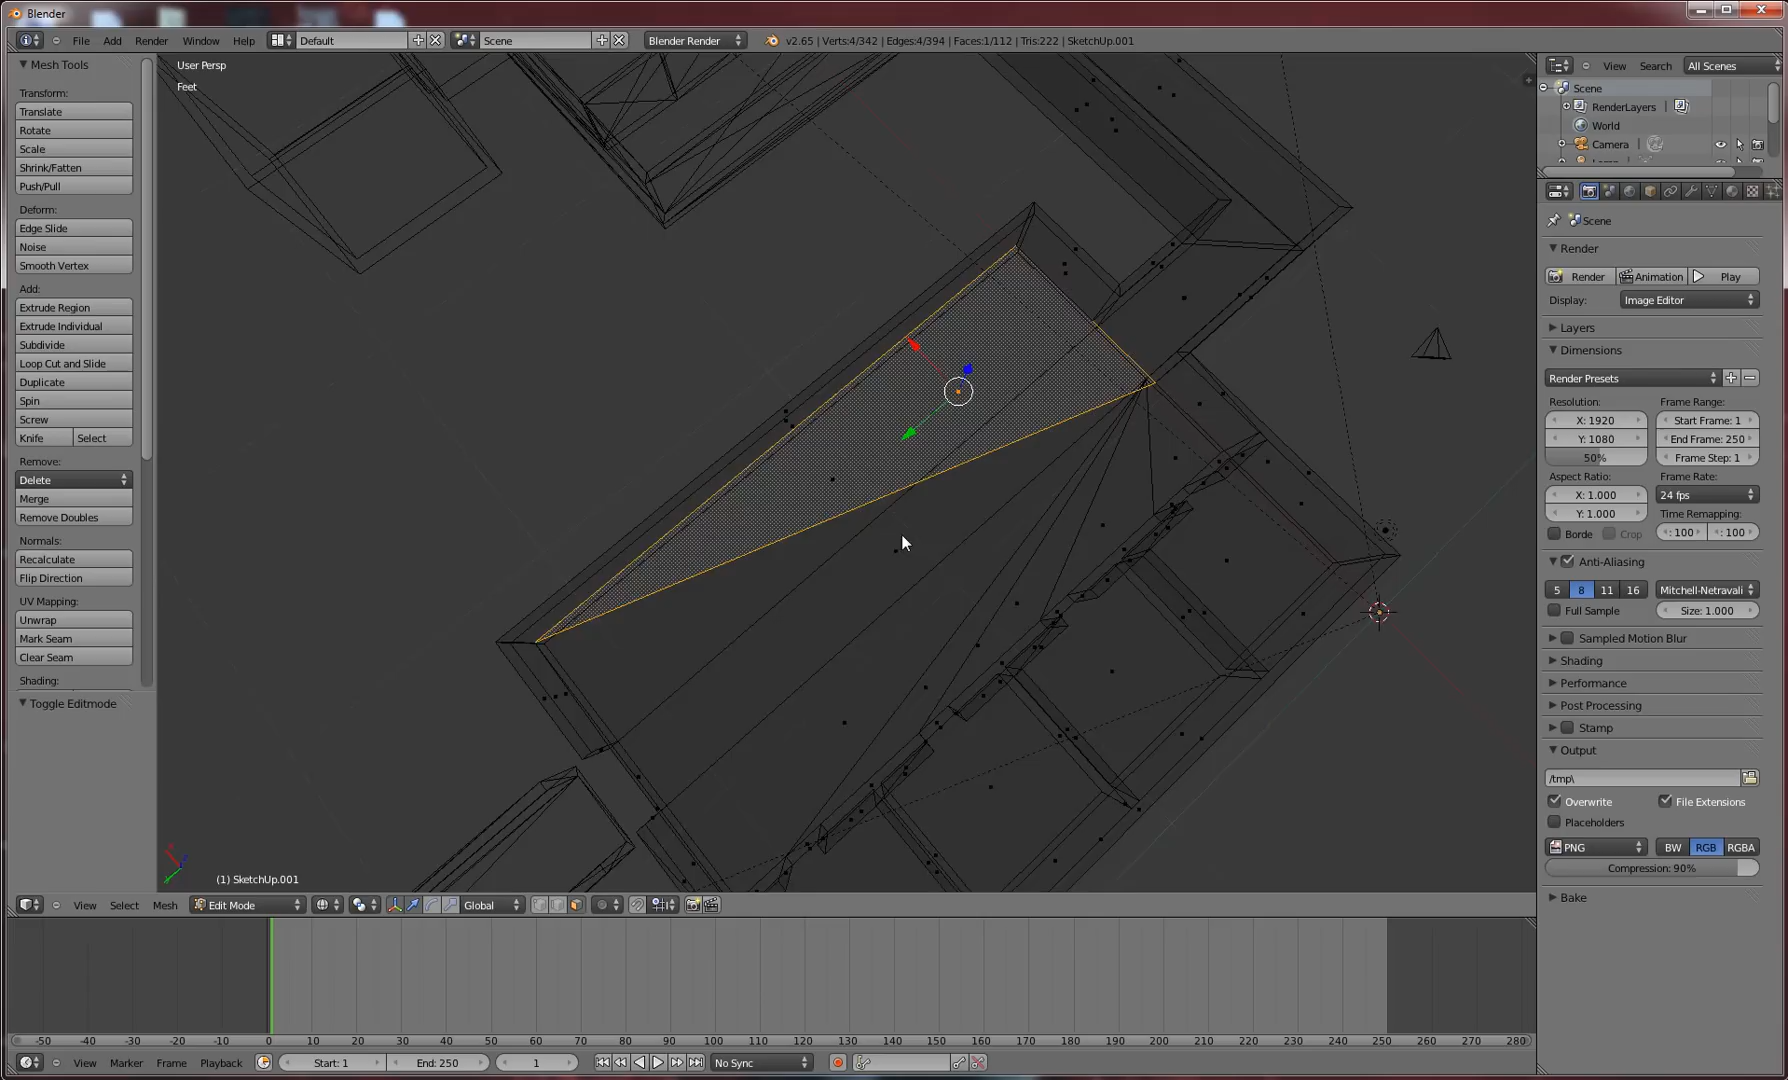 Blender
File Add Render Window Help Default Scene Blender Render v2.65 | Verts:4/342 | Edges:4/394 | Faces:1/112 | Tris:222 | SketchUp.001
Mesh Tools
Transform:
Translate
Rotate
Scale
Shrink/Fatten
Push/Pull
Deform:
Edge Slide
Noise
Smooth Vertex
Add:
Extrude Region
Extrude Individual
Subdivide
Loop Cut and Slide
Duplicate
Spin
Screw
Knife Select
Remove:
Delete
Merge
Remove Doubles
Normals:
Recalculate
Flip Direction
UV Mapping:
Unwrap
Mark Seam
Clear Seam
Shading:
Toggle Editmode
User Persp
Feet
(1) SketchUp.001
View Select Mesh Edit Mode Global
-50 -40 -30 -20 -10 0 10 20 30 40 50 60 70 80 90 100 110 120 130 140 150 160 170 180 190 200 210 220 230 240 250 260 270 280
View Marker Frame Playback Start: 1 End: 250 1 No Sync
View Search All Scenes
Scene
RenderLayers
World
Camera
Scene
Render
Render Animation Play
Display: Image Editor
Layers
Dimensions
Render Presets
Resolution: Frame Range:
X: 1920 Start Frame: 1
Y: 1080 End Frame: 250
50% Frame Step: 1
Aspect Ratio: Frame Rate:
X: 1.000 24 fps
Y: 1.000 Time Remapping:
Borde Crop : 100 : 100
Anti-Aliasing
5 8 11 16 Mitchell-Netravali
Full Sample Size: 1.000
Sampled Motion Blur
Shading
Performance
Post Processing
Stamp
Output
/tmp\
Overwrite File Extensions
Placeholders
PNG BW RGB RGBA
Compression: 90%
Bake